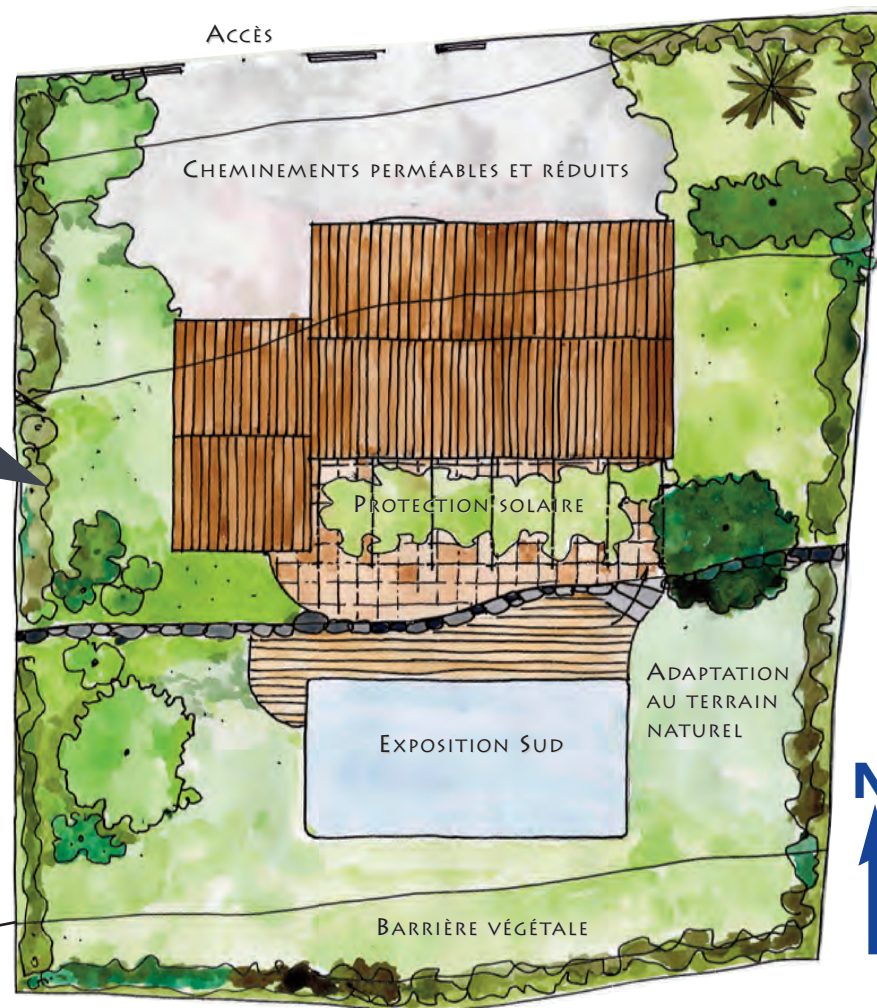 Accès
Cheminements perméables et réduits
Protection solaire
Adaptation
au terrain
naturel
Exposition Sud
N
Barrière végétale